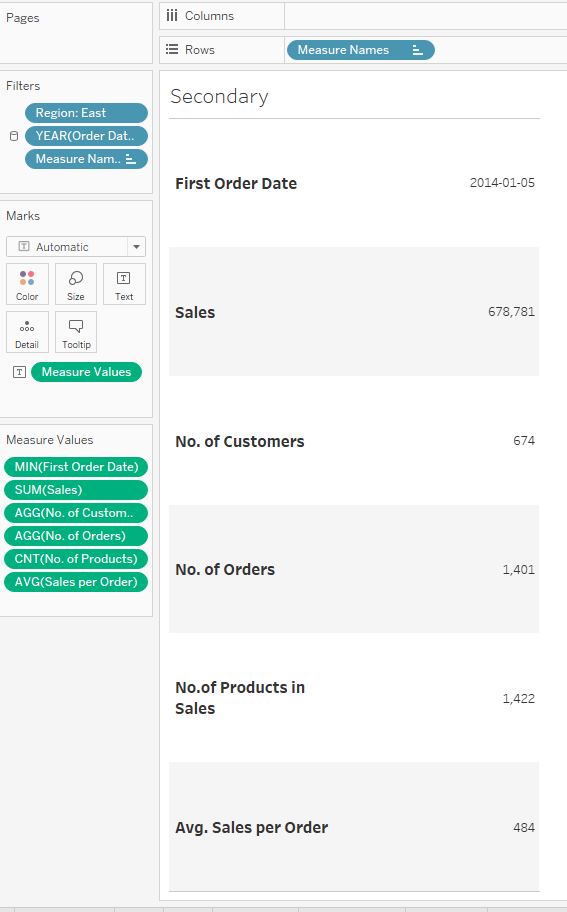 Pages
Columns
Rows
Measure Names
Filters
Region: East
YEAR(Order Dat..
Measure Nam..
Marks
Automatic
Color
Size
Text
Detail
Tooltip
Measure Values
Measure Values
MIN(First Order Date)
SUM(Sales)
AGG(No. of Custom..
AGG(No. of Orders)
CNT(No. of Products)
AVG(Sales per Order)
Secondary
First Order Date 2014-01-05
Sales 678,781
No. of Customers 674
No. of Orders 1,401
No.of Products in
Sales
1,422
Avg. Sales per Order 484